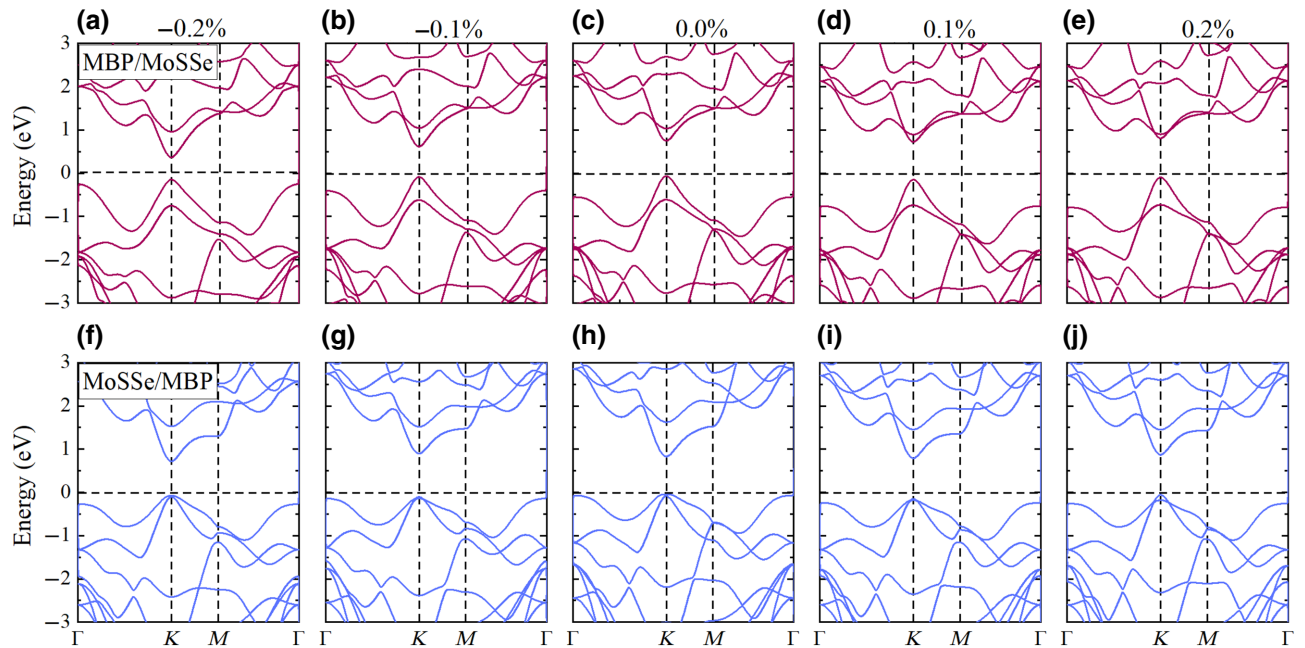 (a) (b) (c) (d) (e)
−0.2% −0.1% 0.0% 0.1% 0.2%
3
MBP/MoSSe
2
1
0
−1
−2
−3
Energy (eV)
(f) (g) (h) (i) (j)
3
MoSSe/MBP
2
1
0
−1
−2
−3
Energy (eV)
Γ K M Γ K M Γ K M Γ K M Γ K M Γ